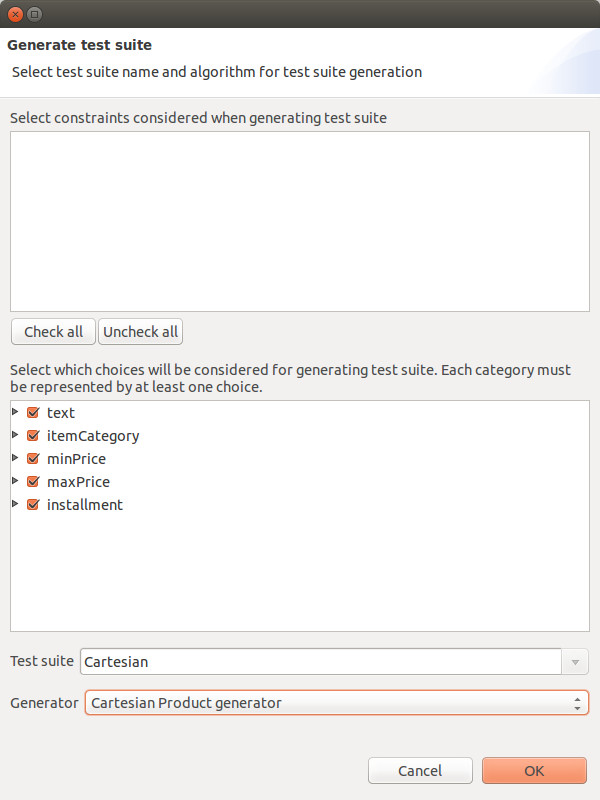 Generate test suite
Select test suite name and algorithm for test suite generation
Select constraints considered when generating test suite
Check all Uncheck all
Select which choices will be considered for generating test suite. Each category must
be represented by at least one choice.
text
itemCategory
minPrice
maxPrice
installment
Test suite Cartesian
Generator Cartesian Product generator
Cancel OK